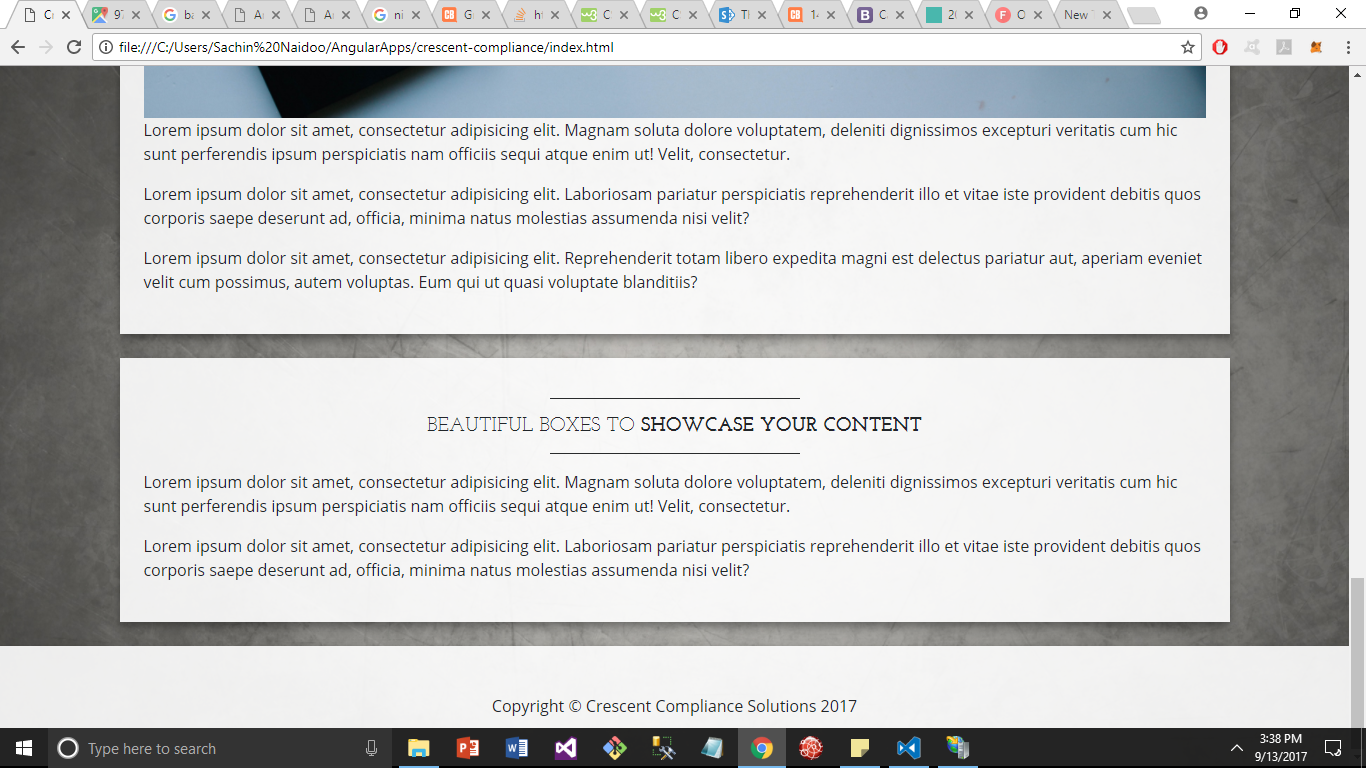 Cr
97
ba
A
A
ni
G
ht
C
C
Tl
14
C
20
O
New
file:///C:/Users/Sachin%20Naidoo/AngularApps/crescent-compliance/index.html
Lorem ipsum dolor sit amet, consectetur adipisicing elit. Magnam soluta dolore voluptatem, deleniti dignissimos excepturi veritatis cum hic
sunt perferendis ipsum perspiciatis nam officiis sequi atque enim ut! Velit, consectetur.
Lorem ipsum dolor sit amet, consectetur adipisicing elit. Laboriosam pariatur perspiciatis reprehenderit illo et vitae iste provident debitis quos
corporis saepe deserunt ad, officia, minima natus molestias assumenda nisi velit?
Lorem ipsum dolor sit amet, consectetur adipisicing elit. Reprehenderit totam libero expedita magni est delectus pariatur aut, aperiam eveniet
velit cum possimus, autem voluptas. Eum qui ut quasi voluptate blanditiis?
BEAUTIFUL BOXES TO SHOWCASE YOUR CONTENT
Lorem ipsum dolor sit amet, consectetur adipisicing elit. Magnam soluta dolore voluptatem, deleniti dignissimos excepturi veritatis cum hic
sunt perferendis ipsum perspiciatis nam officiis sequi atque enim ut! Velit, consectetur.
Lorem ipsum dolor sit amet, consectetur adipisicing elit. Laboriosam pariatur perspiciatis reprehenderit illo et vitae iste provident debitis quos
corporis saepe deserunt ad, officia, minima natus molestias assumenda nisi velit?
Copyright © Crescent Compliance Solutions 2017
Type here to search
3:38 PM
9/13/2017